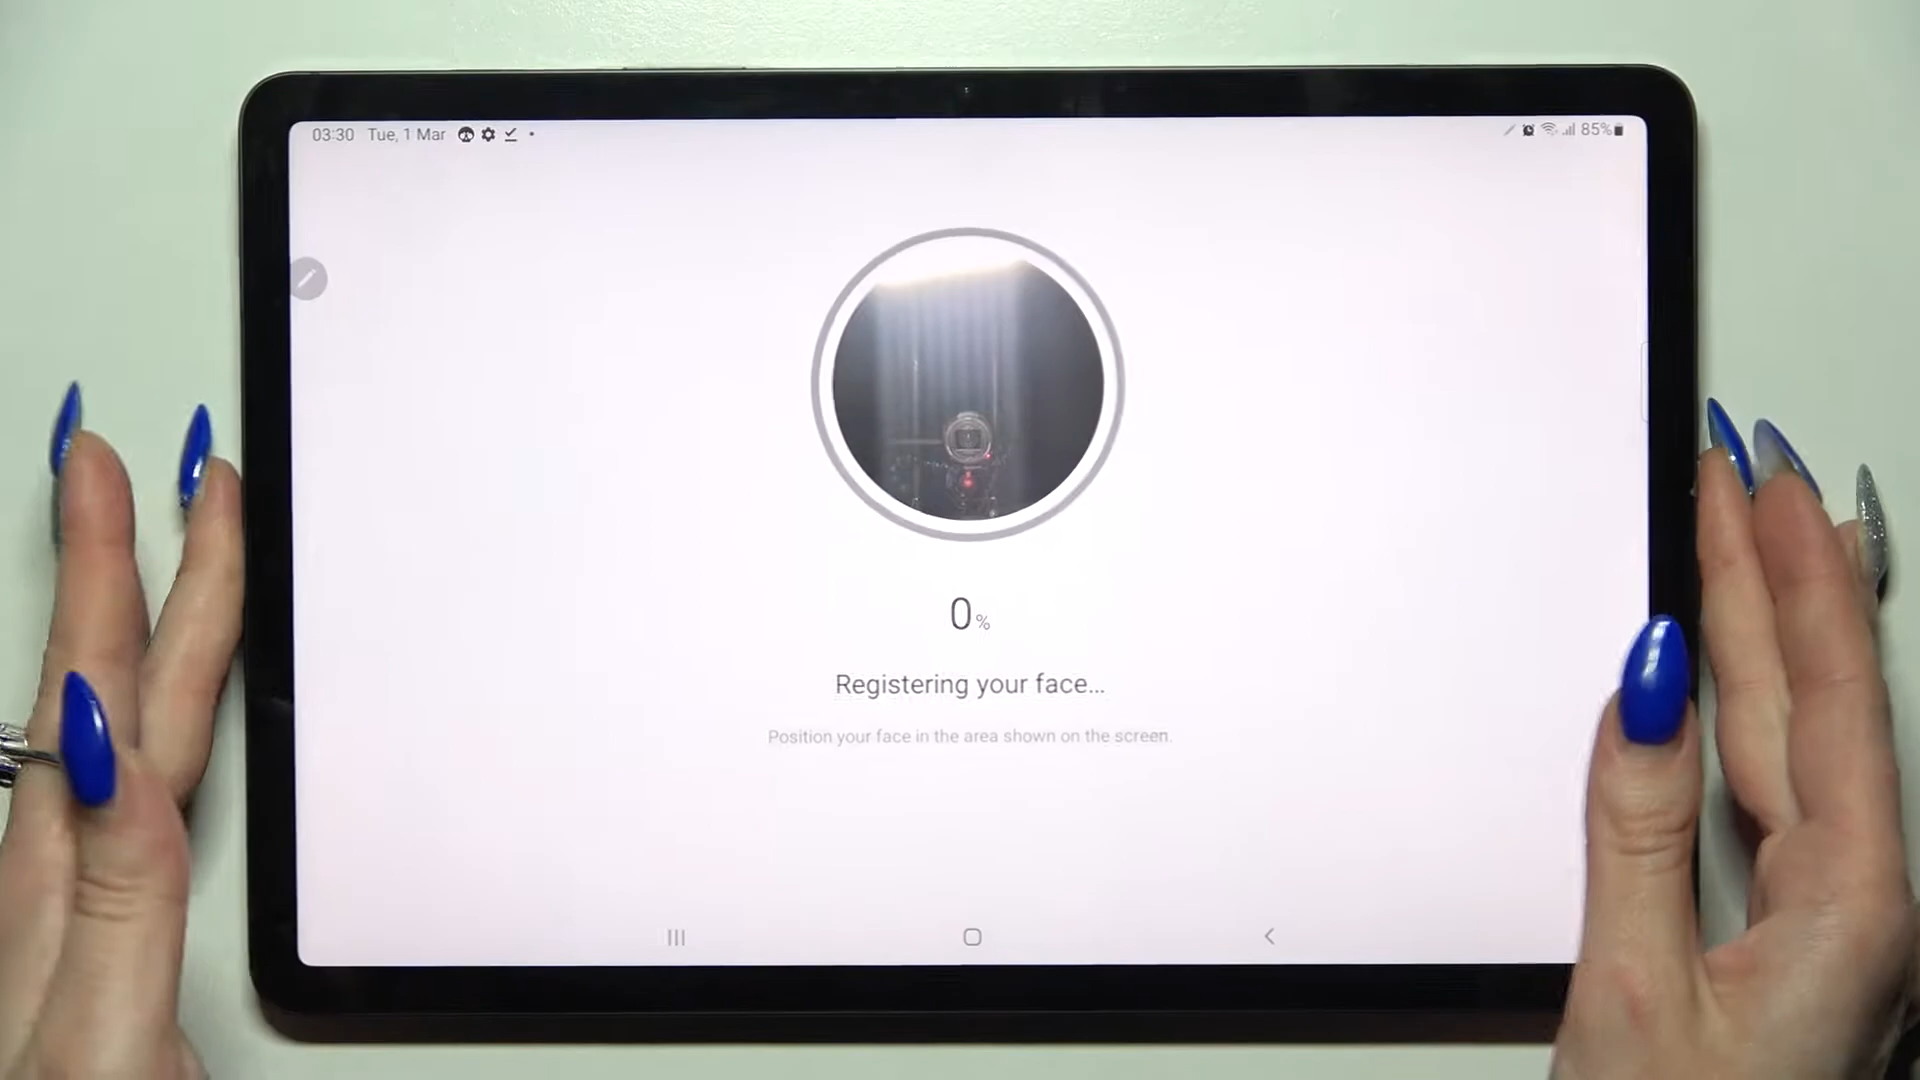 03:30 Tue, 1 Mar
85%
0%
Registering your face...
Position your face in the area shown on the screen.